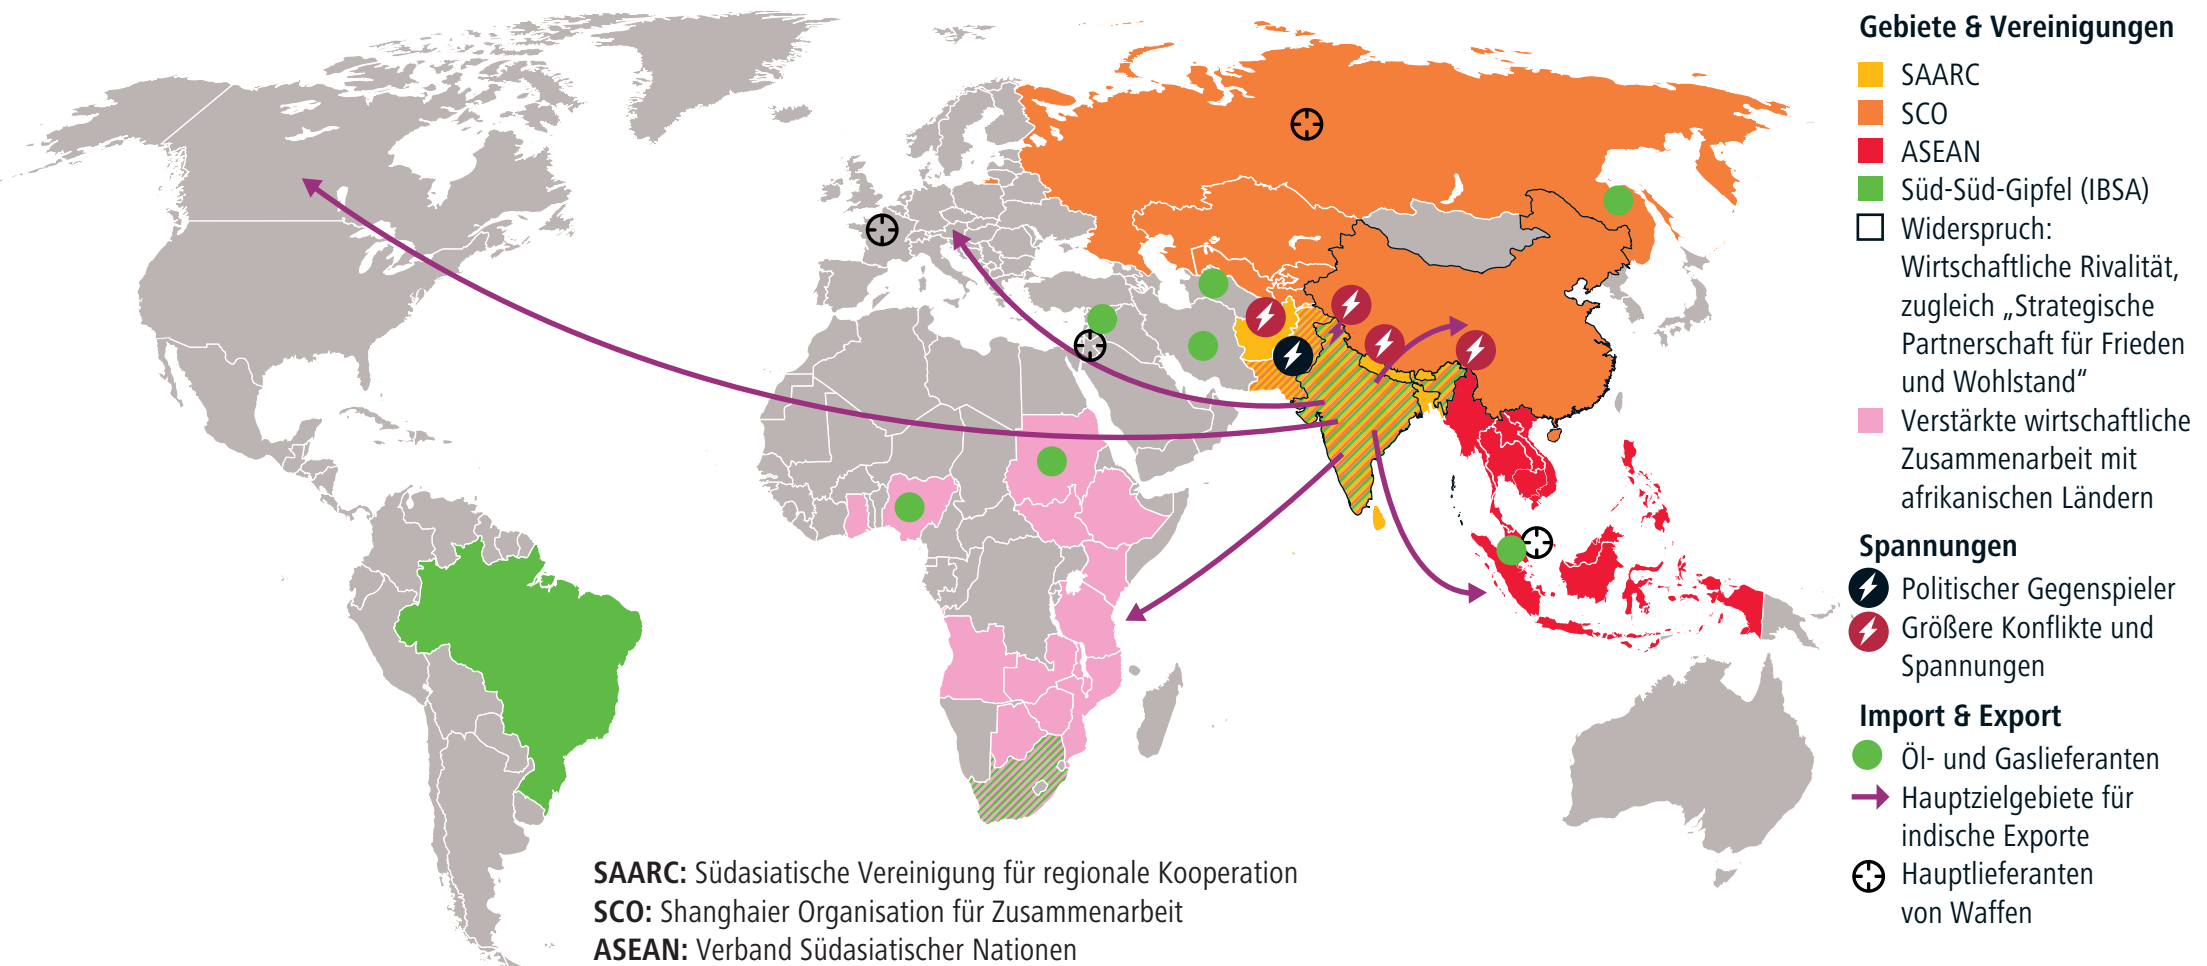 Gebiete & Vereinigungen
SAARC
SCO
ASEAN
Süd-Süd-Gipfel (IBSA)
Widerspruch:
Wirtschaftliche Rivalität,
zugleich „Strategische
Partnerschaft für Frieden
und Wohlstand“
Verstärkte wirtschaftliche
Zusammenarbeit mit
afrikanischen Ländern
Spannungen
Politischer Gegenspieler
Größere Konflikte und
Spannungen
Import & Export
Öl- und Gaslieferanten
Hauptzielgebiete für
indische Exporte
Hauptlieferanten
von Waffen
SAARC: Südasiatische Vereinigung für regionale Kooperation
SCO: Shanghaier Organisation für Zusammenarbeit
ASEAN: Verband Südasiatischer Nationen